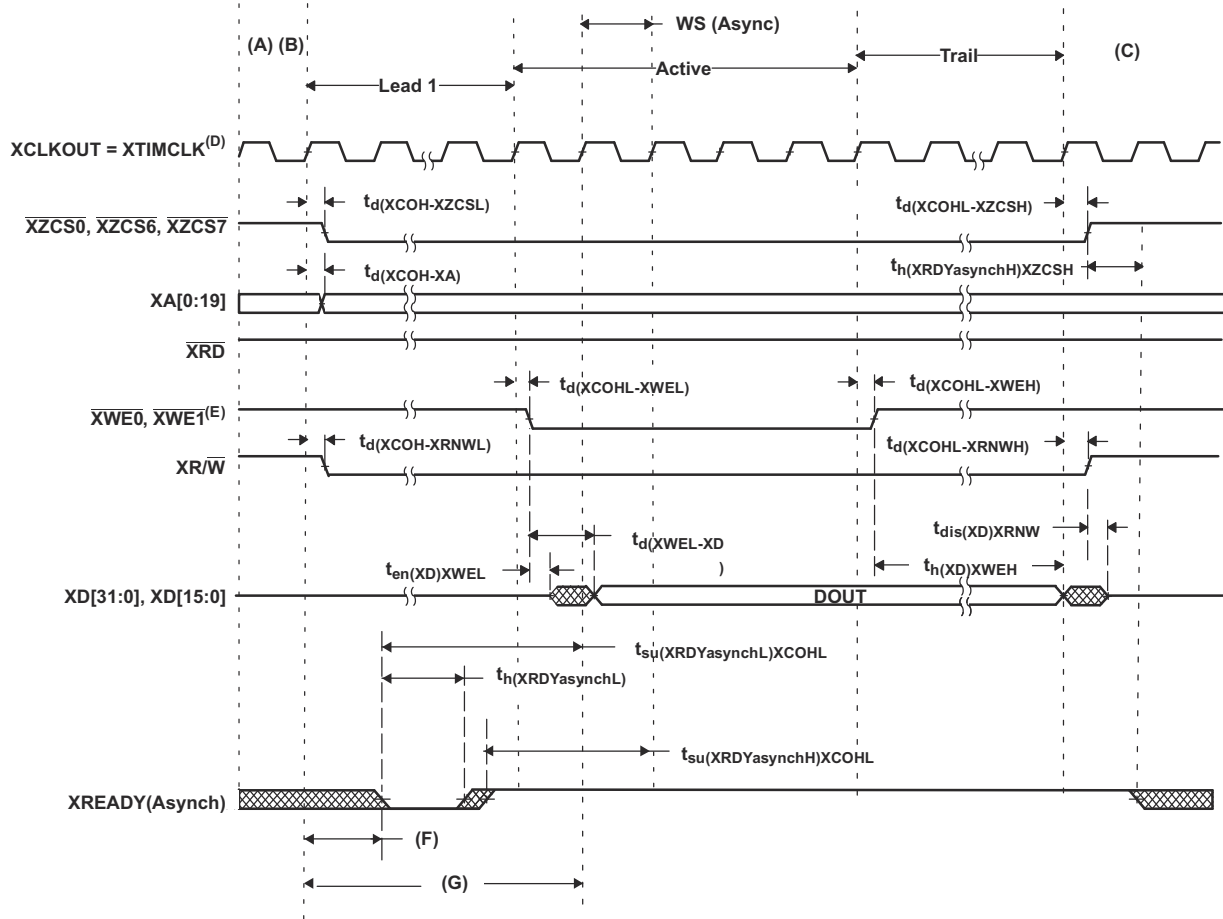 WS (Async)
(A) (B)
(C)
Trail
Active
Lead 1
XCLKOUT = XTIMCLK(D)
td(XCOH-XZCSL)
td(XCOHL-XZCSH)
XZCS0, XZCS6, XZCS7
th(XRDYasynchH)XZCSH
td(XCOH-XA)
XA[0:19]
XRD
td(XCOHL-XWEL)
td(XCOHL-XWEH)
XWE0, XWE1(E)
td(XCOH-XRNWL)
td(XCOHL-XRNWH)
XR/W
tdis(XD)XRNW
td(XWEL-XD
)
ten(XD)XWEL
th(XD)XWEH
XD[31:0], XD[15:0]
DOUT
tsu(XRDYasynchL)XCOHL
th(XRDYasynchL)
tsu(XRDYasynchH)XCOHL
XREADY(Asynch)
(F)
(G)